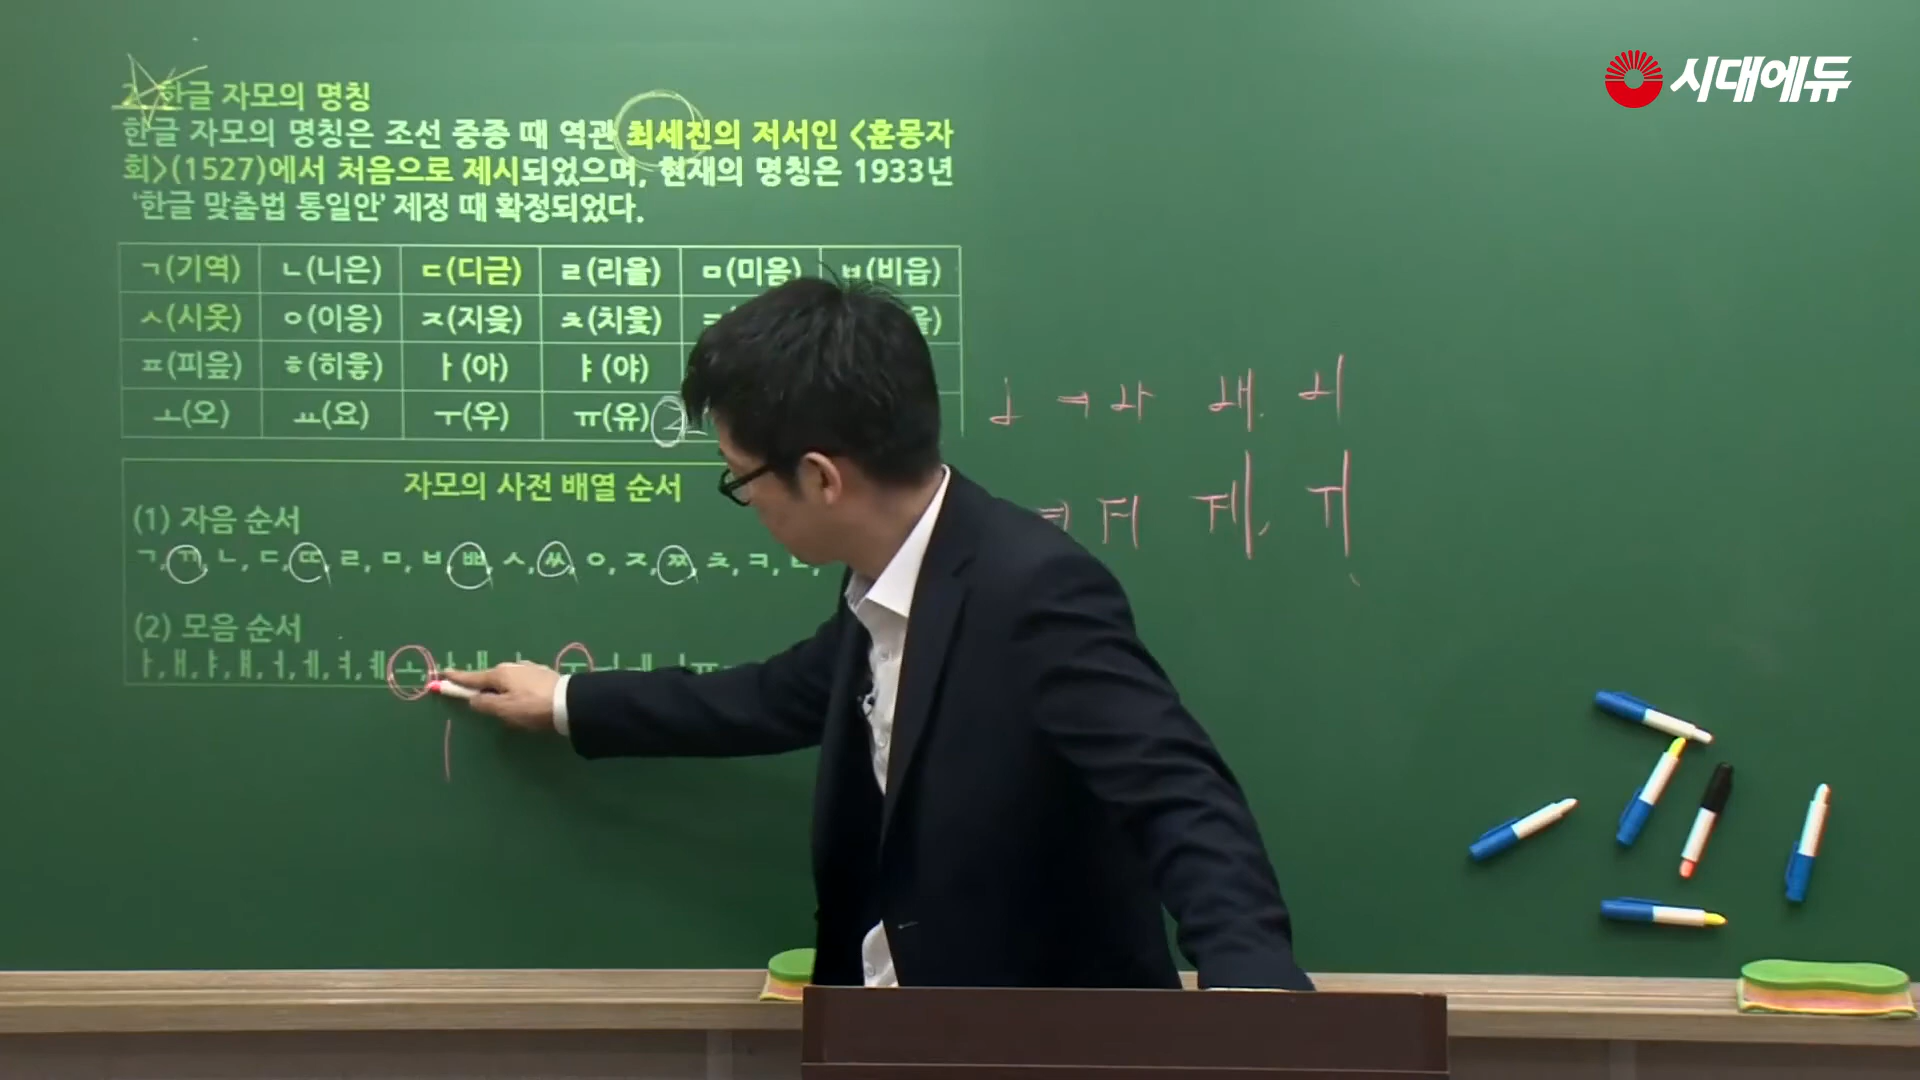 시대에듀
2. 한글 자모의 명칭
한글 자모의 명칭은 조선 중종 때 역관 최세진의 저서인 <훈몽자
회>(1527)에서 처음으로 제시되었으며, 현재의 명칭은 1933년
'한글 맞춤법 통일안' 제정 때 확정되었다.
ㄱ(기역) ㄴ(니은) ㄷ(디귿) ㄹ(리을) ㅁ(미음) ㅂ(비읍)
ㅅ(시옷) ㅇ(이응) ㅈ(지읒) ㅊ(치읓)
ㅍ(피읖) ㅎ(히읗) ㅏ(아) ㅑ(야)
ㅗ(오) ㅛ(요) ㅜ(우) ㅠ(유)
ㅗ → ㅘ ㅙ. ㅚ
ㅝ ㅞ, ㅟ
자모의 사전 배열 순서
(1) 자음 순서
ㄱ, ㄲ, ㄴ, ㄷ, ㄸ, ㄹ, ㅁ, ㅂ, ㅃ, ㅅ, ㅆ, ㅇ, ㅈ, ㅉ, ㅊ, ㅋ,
(2) 모음 순서
ㅏ, ㅐ, ㅑ, ㅒ, ㅓ, ㅔ, ㅕ, ㅖ, ㅗ,
ㅣ